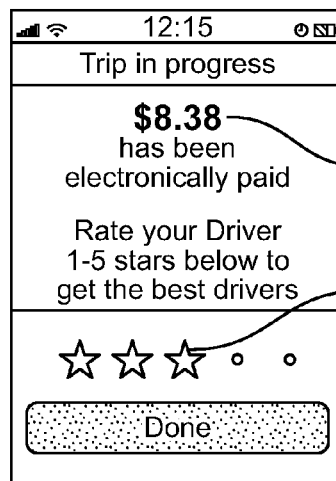 12:15
Trip in progress
$8.38
has been
electronically paid
Rate your Driver
1-5 stars below to
get the best drivers
Done